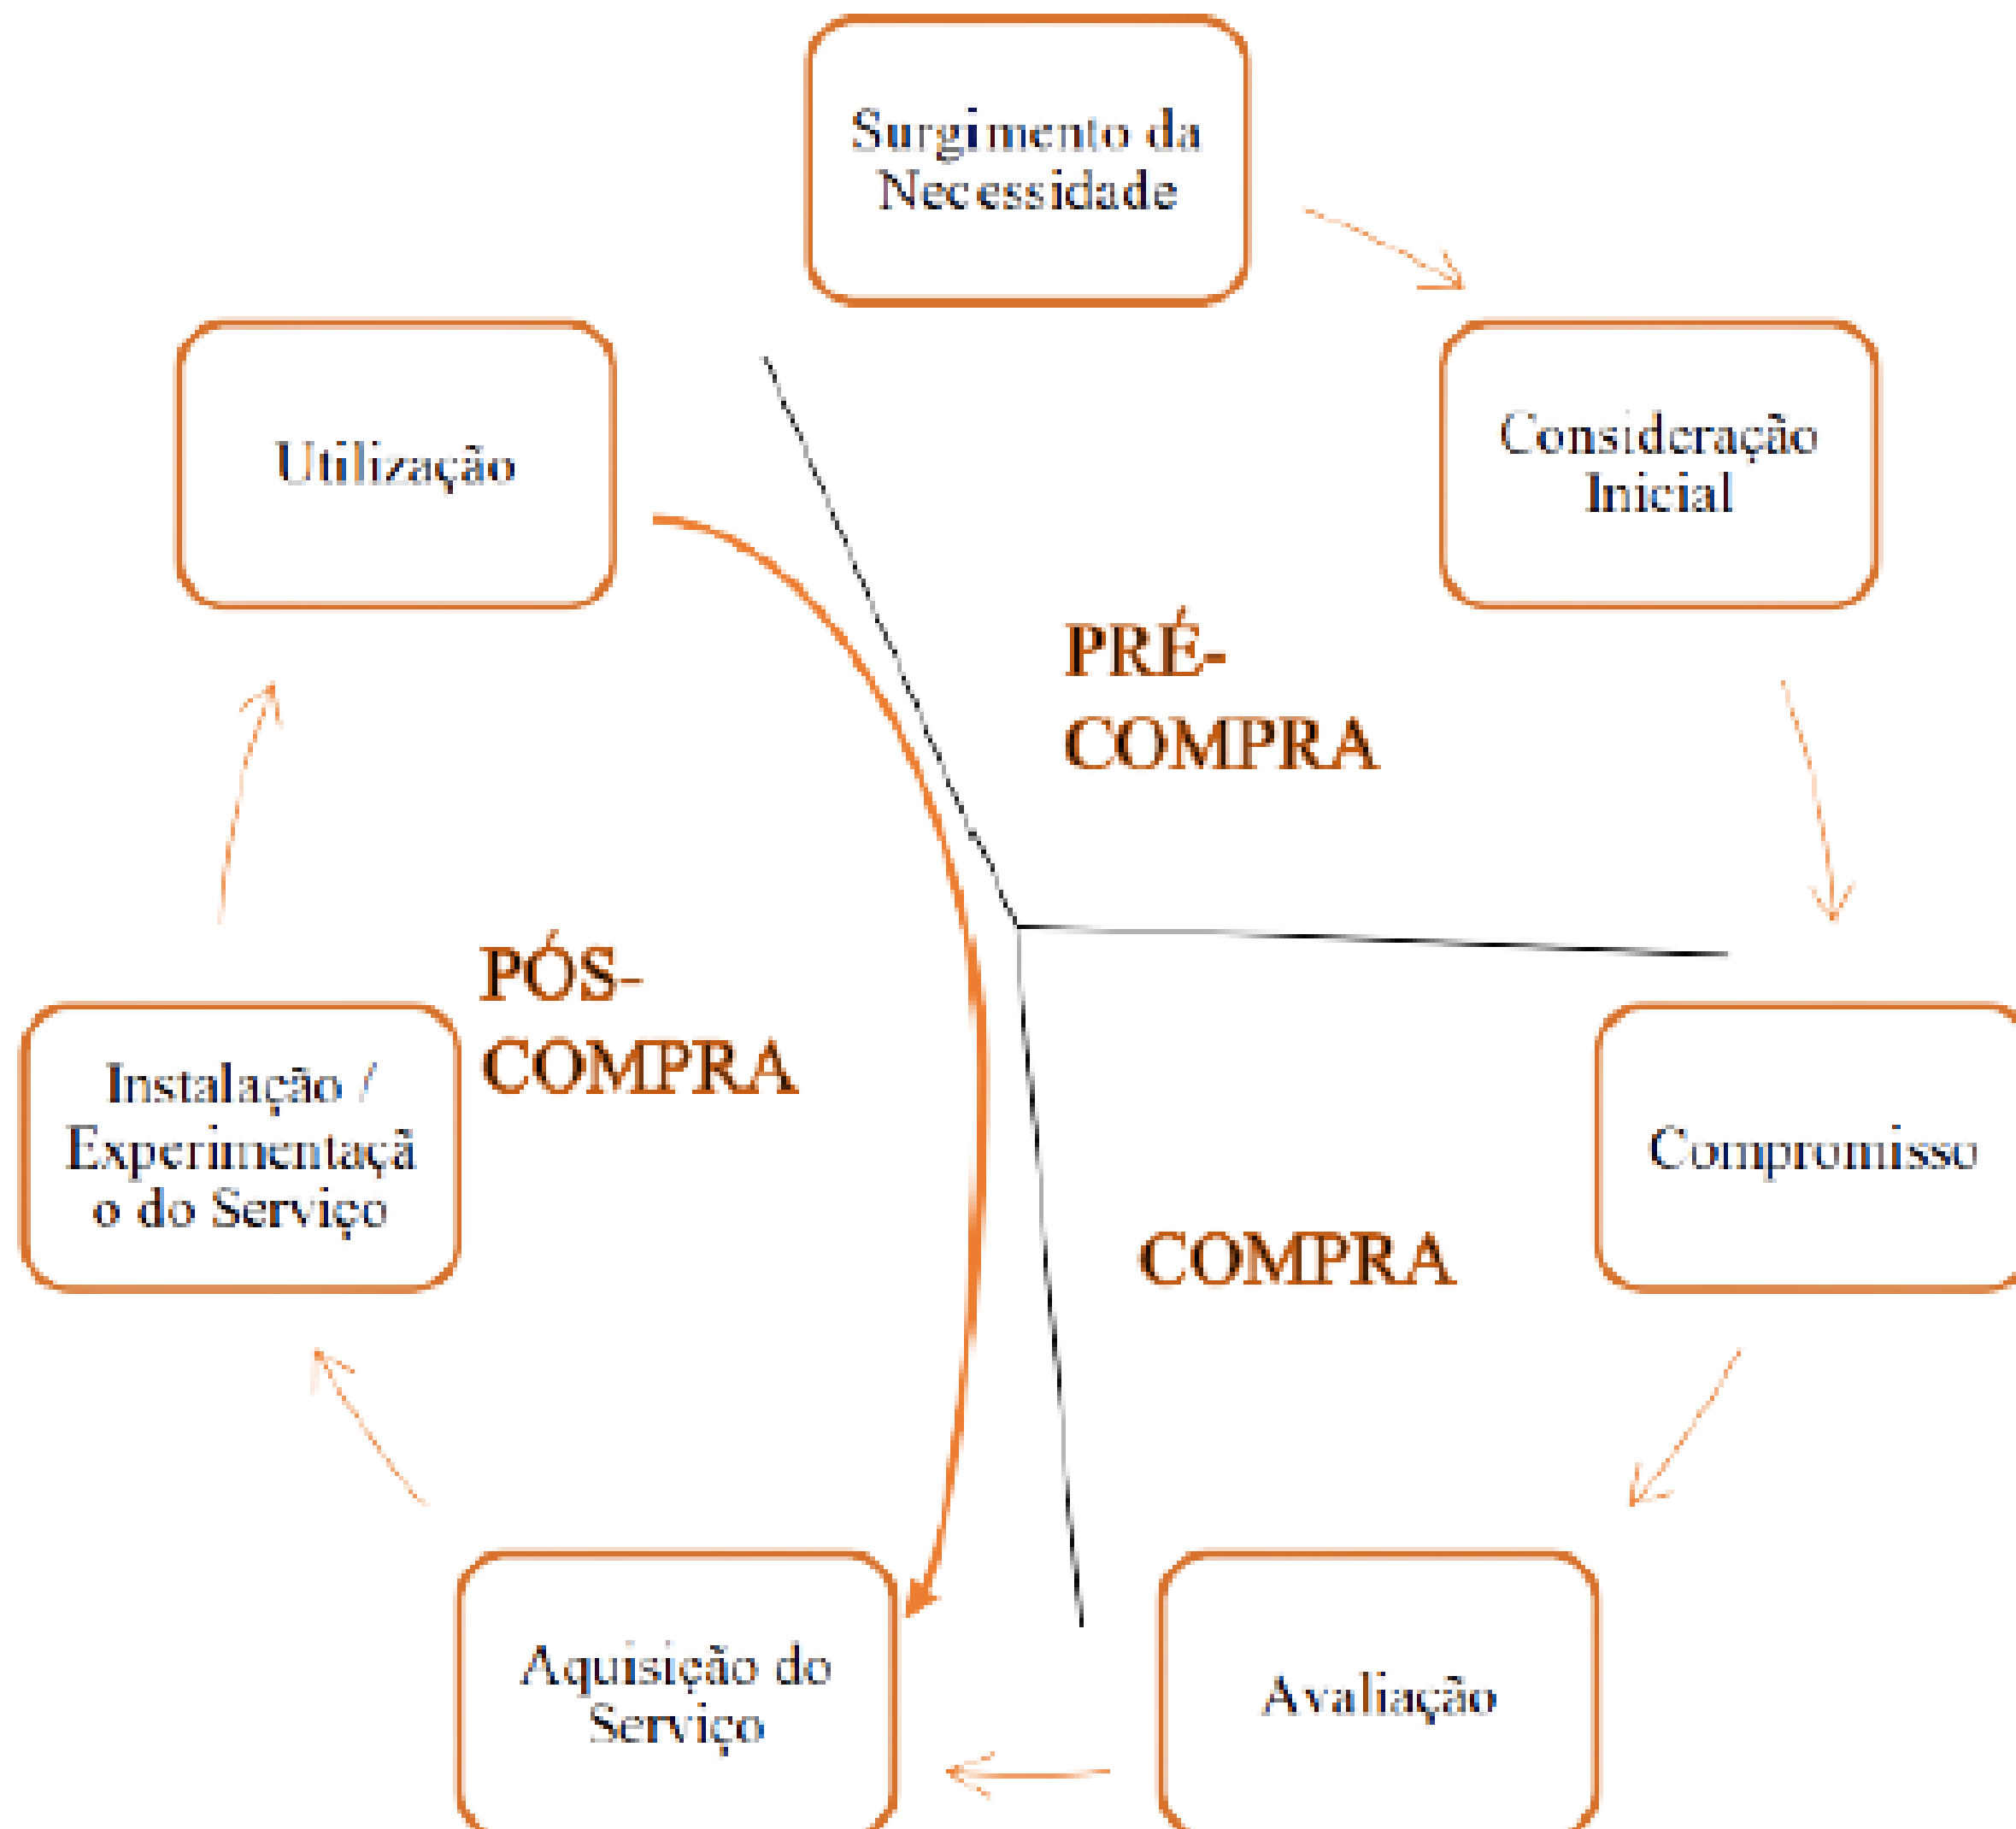 Surgimento da
Necessidade
Consideração
Inicial
Compromisso
Avaliação
Aquisição do
Serviço
Instalação /
Experimentaçã
o do Serviço
Utilização
PRÉ-
COMPRA
COMPRA
PÓS-
COMPRA